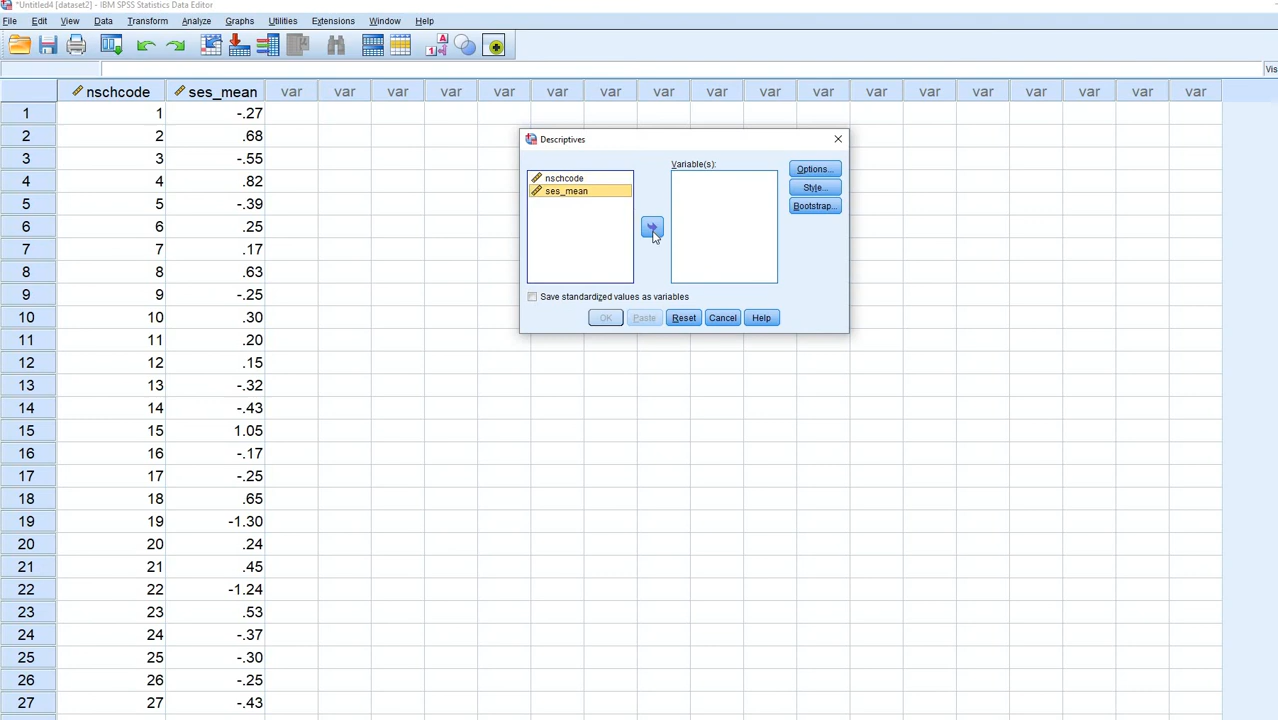 *Untitled4 [dataset2] - IBM SPSS Statistics Data Editor
File Edit View Data Transform Analyze Graphs Utilities Extensions Window Help
Vis
nschcode ses_mean var var var var var var var var var var var var var var var var var var
1 1 -.27
2 2 .68
3 3 -.55
4 4 .82
5 5 -.39
6 6 .25
7 7 .17
8 8 .63
9 9 -.25
10 10 .30
11 11 .20
12 12 .15
13 13 -.32
14 14 -.43
15 15 1.05
16 16 -.17
17 17 -.25
18 18 .65
19 19 -1.30
20 20 .24
21 21 .45
22 22 -1.24
23 23 .53
24 24 -.37
25 25 -.30
26 26 -.25
27 27 -.43
Descriptives
Variable(s):
nschcode
ses_mean
Options...
Style...
Bootstrap...
Save standardized values as variables
OK Paste Reset Cancel Help